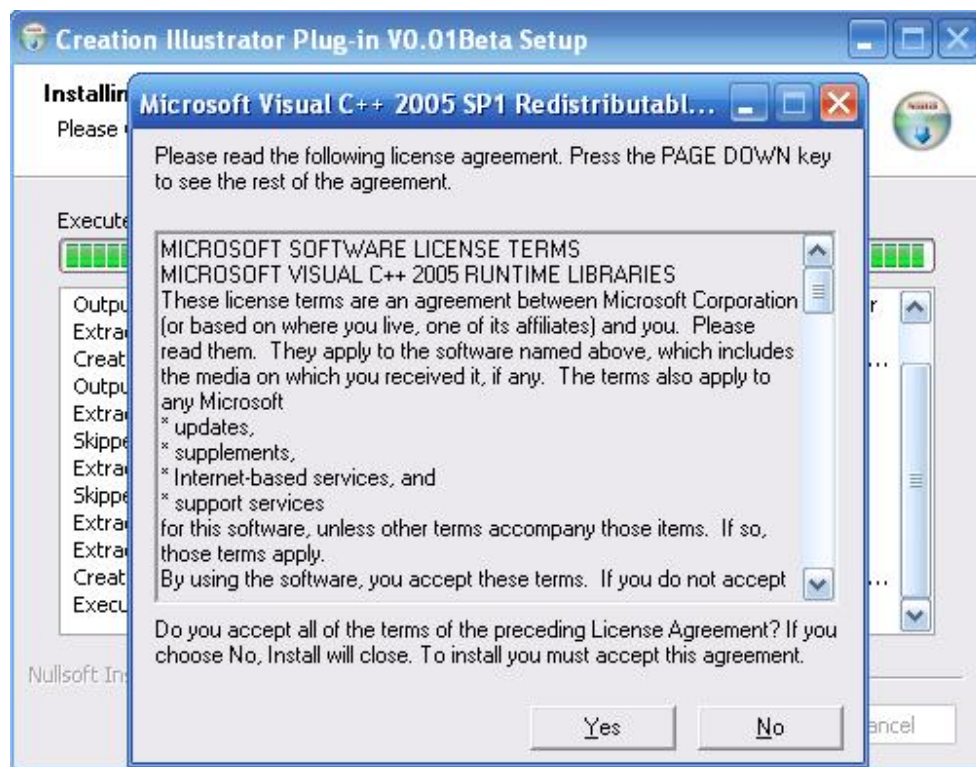 Creation Illustrator Plug-in V0.01Beta Setup
Installin
Please
Microsoft Visual C++ 2005 SP1 Redistributabl...
Please read the following license agreement. Press the PAGE DOWN key
to see the rest of the agreement.
Execute
MICROSOFT SOFTWARE LICENSE TERMS
MICROSOFT VISUAL C++ 2005 RUNTIME LIBRARIES
These license terms are an agreement between Microsoft Corporation
(or based on where you live, one of its affiliates) and you.  Please
read them.  They apply to the software named above, which includes
the media on which you received it, if any.  The terms also apply to
any Microsoft
* updates,
* supplements,
* Internet-based services, and
* support services
for this software, unless other terms accompany those items.  If so,
those terms apply.
By using the software, you accept these terms.  If you do not accept
Outpu
Extra
Creat
Outpu
Extra
Skippe
Extra
Skippe
Extra
Extra
Creat
Execu
r
...
...
Do you accept all of the terms of the preceding License Agreement? If you
choose No, Install will close. To install you must accept this agreement.
Nullsoft In
Yes
No
ancel